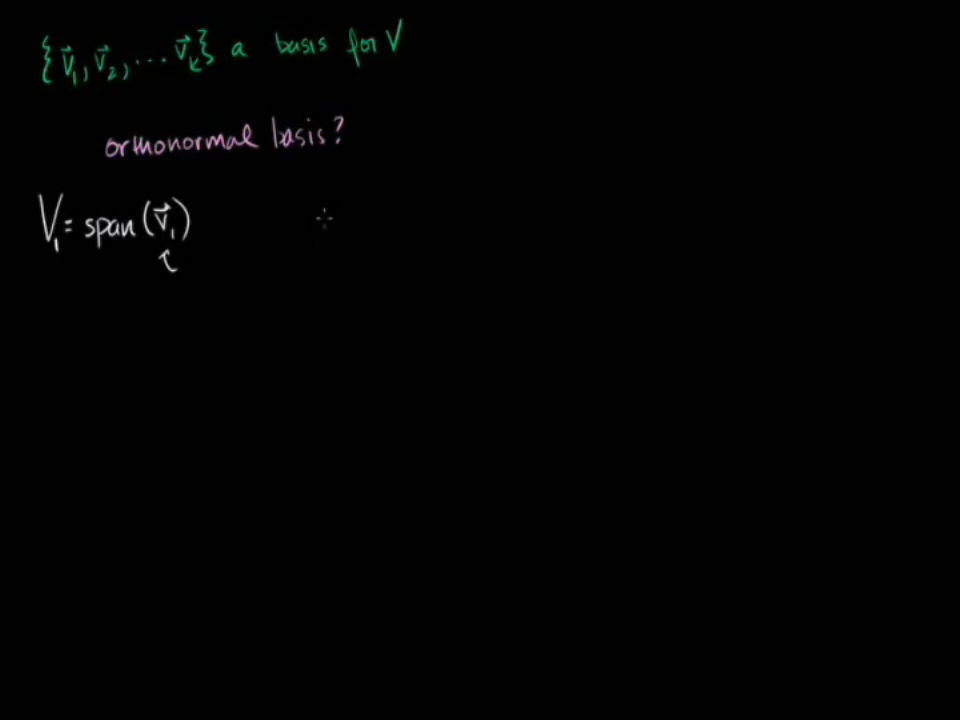 {v⃗₁, v⃗₂, ... v⃗ₖ} a basis for V
orthonormal basis?
V₁ = span(v⃗₁)